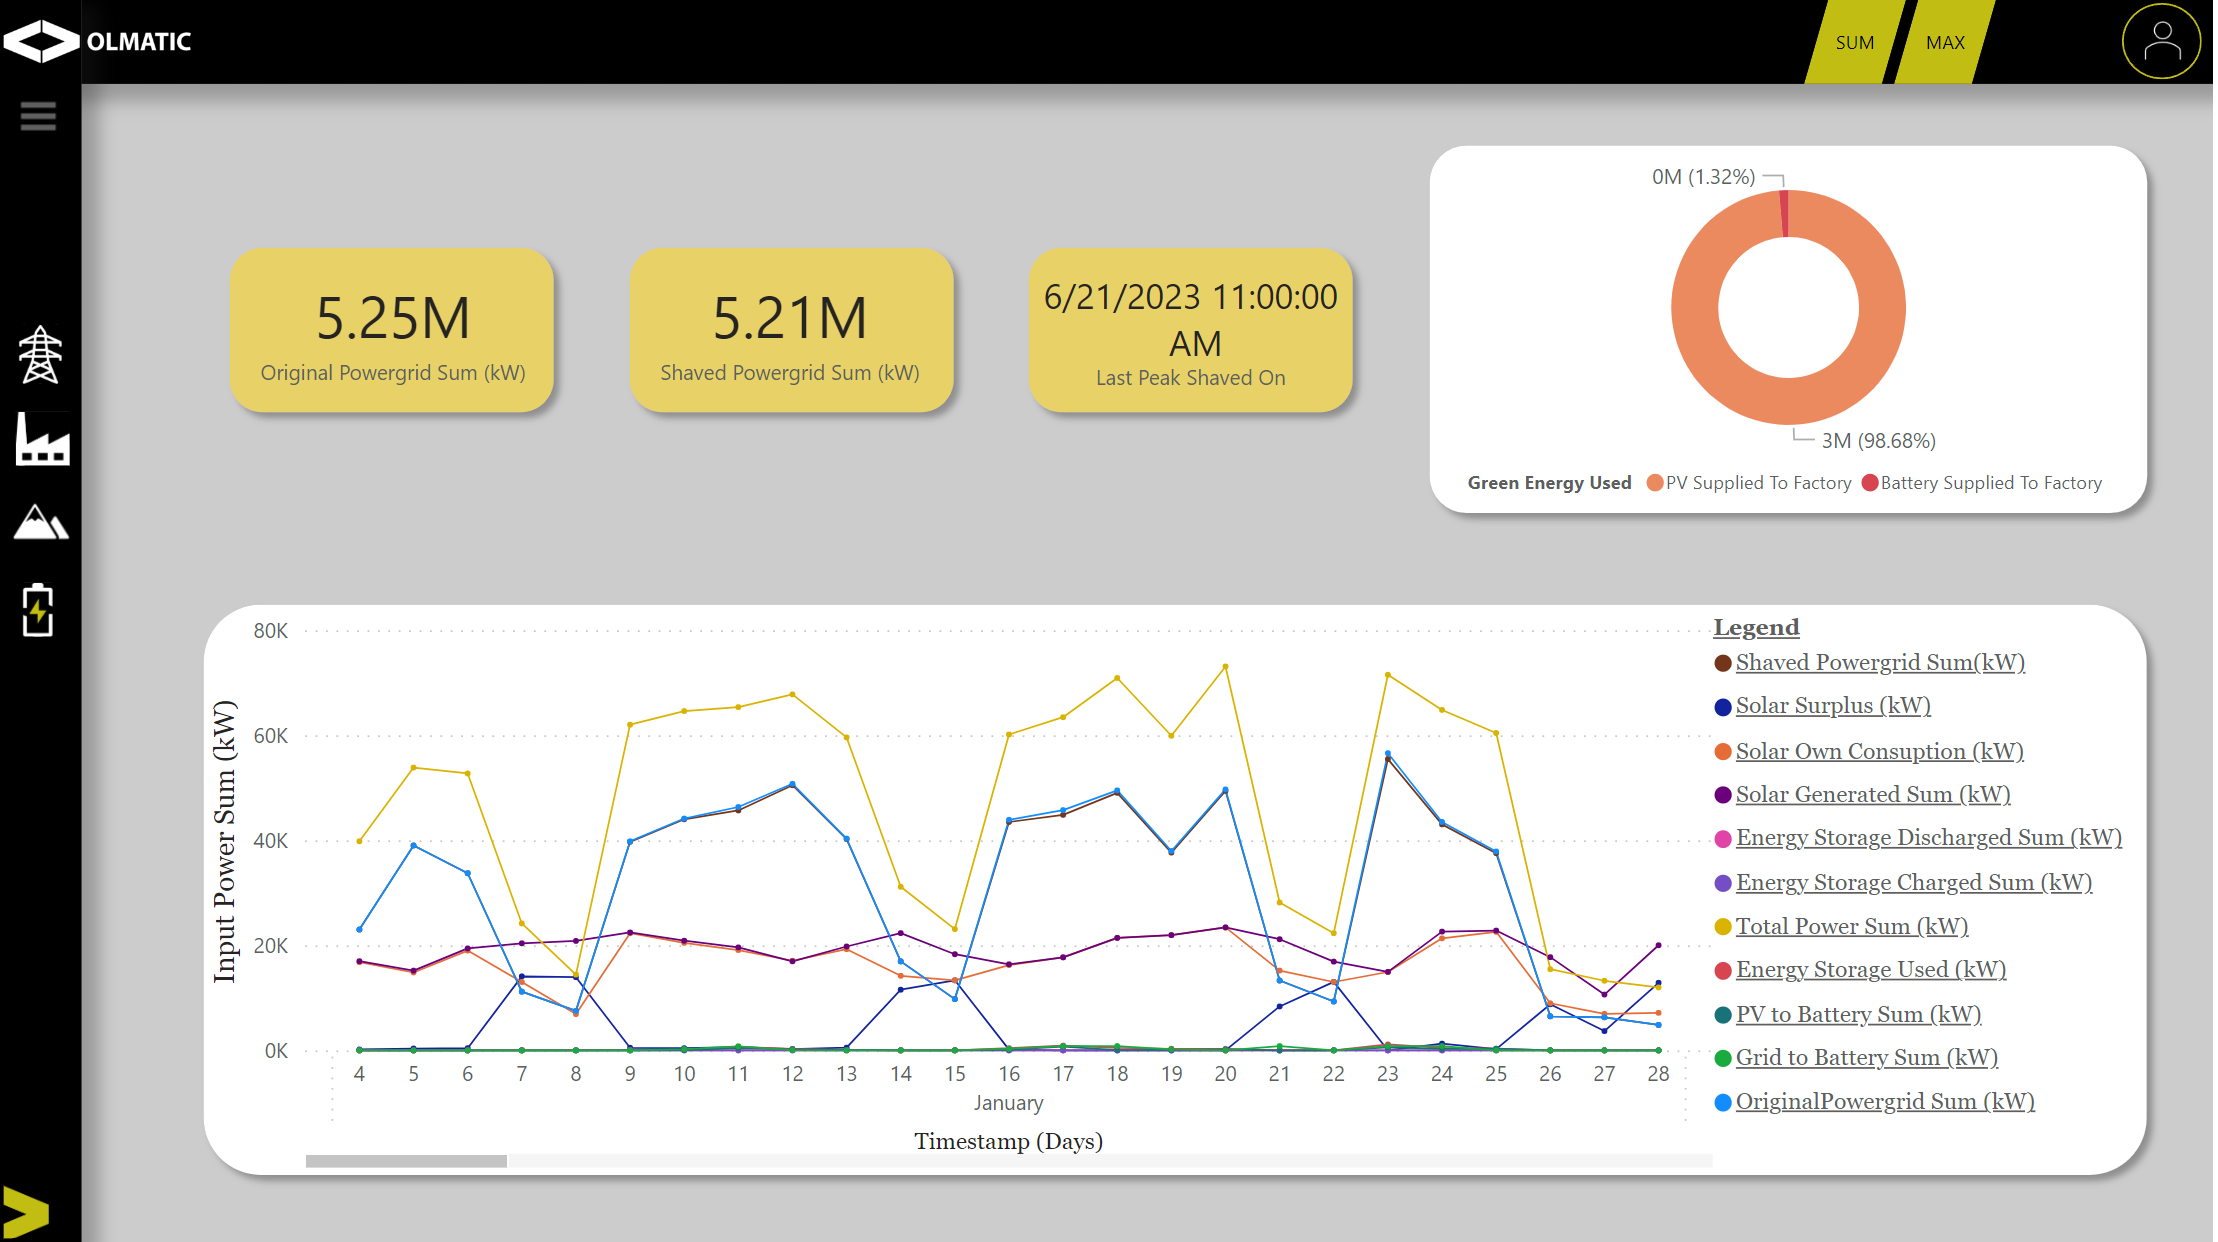 OLMATIC
SUM
MAX
5.25M
Original Powergrid Sum (kW)
5.21M
Shaved Powergrid Sum (kW)
6/21/2023 11:00:00
AM
Last Peak Shaved On
0M (1.32%)
3M (98.68%)
Green Energy Used PV Supplied To Factory Battery Supplied To Factory
Input Power Sum (kW)
80K
60K
40K
20K
0K
4 5 6 7 8 9 10 11 12 13 14 15 16 17 18 19 20 21 22 23 24 25 26 27 28
January
Timestamp (Days)
Legend
Shaved Powergrid Sum(kW)
Solar Surplus (kW)
Solar Own Consuption (kW)
Solar Generated Sum (kW)
Energy Storage Discharged Sum (kW)
Energy Storage Charged Sum (kW)
Total Power Sum (kW)
Energy Storage Used (kW)
PV to Battery Sum (kW)
Grid to Battery Sum (kW)
OriginalPowergrid Sum (kW)